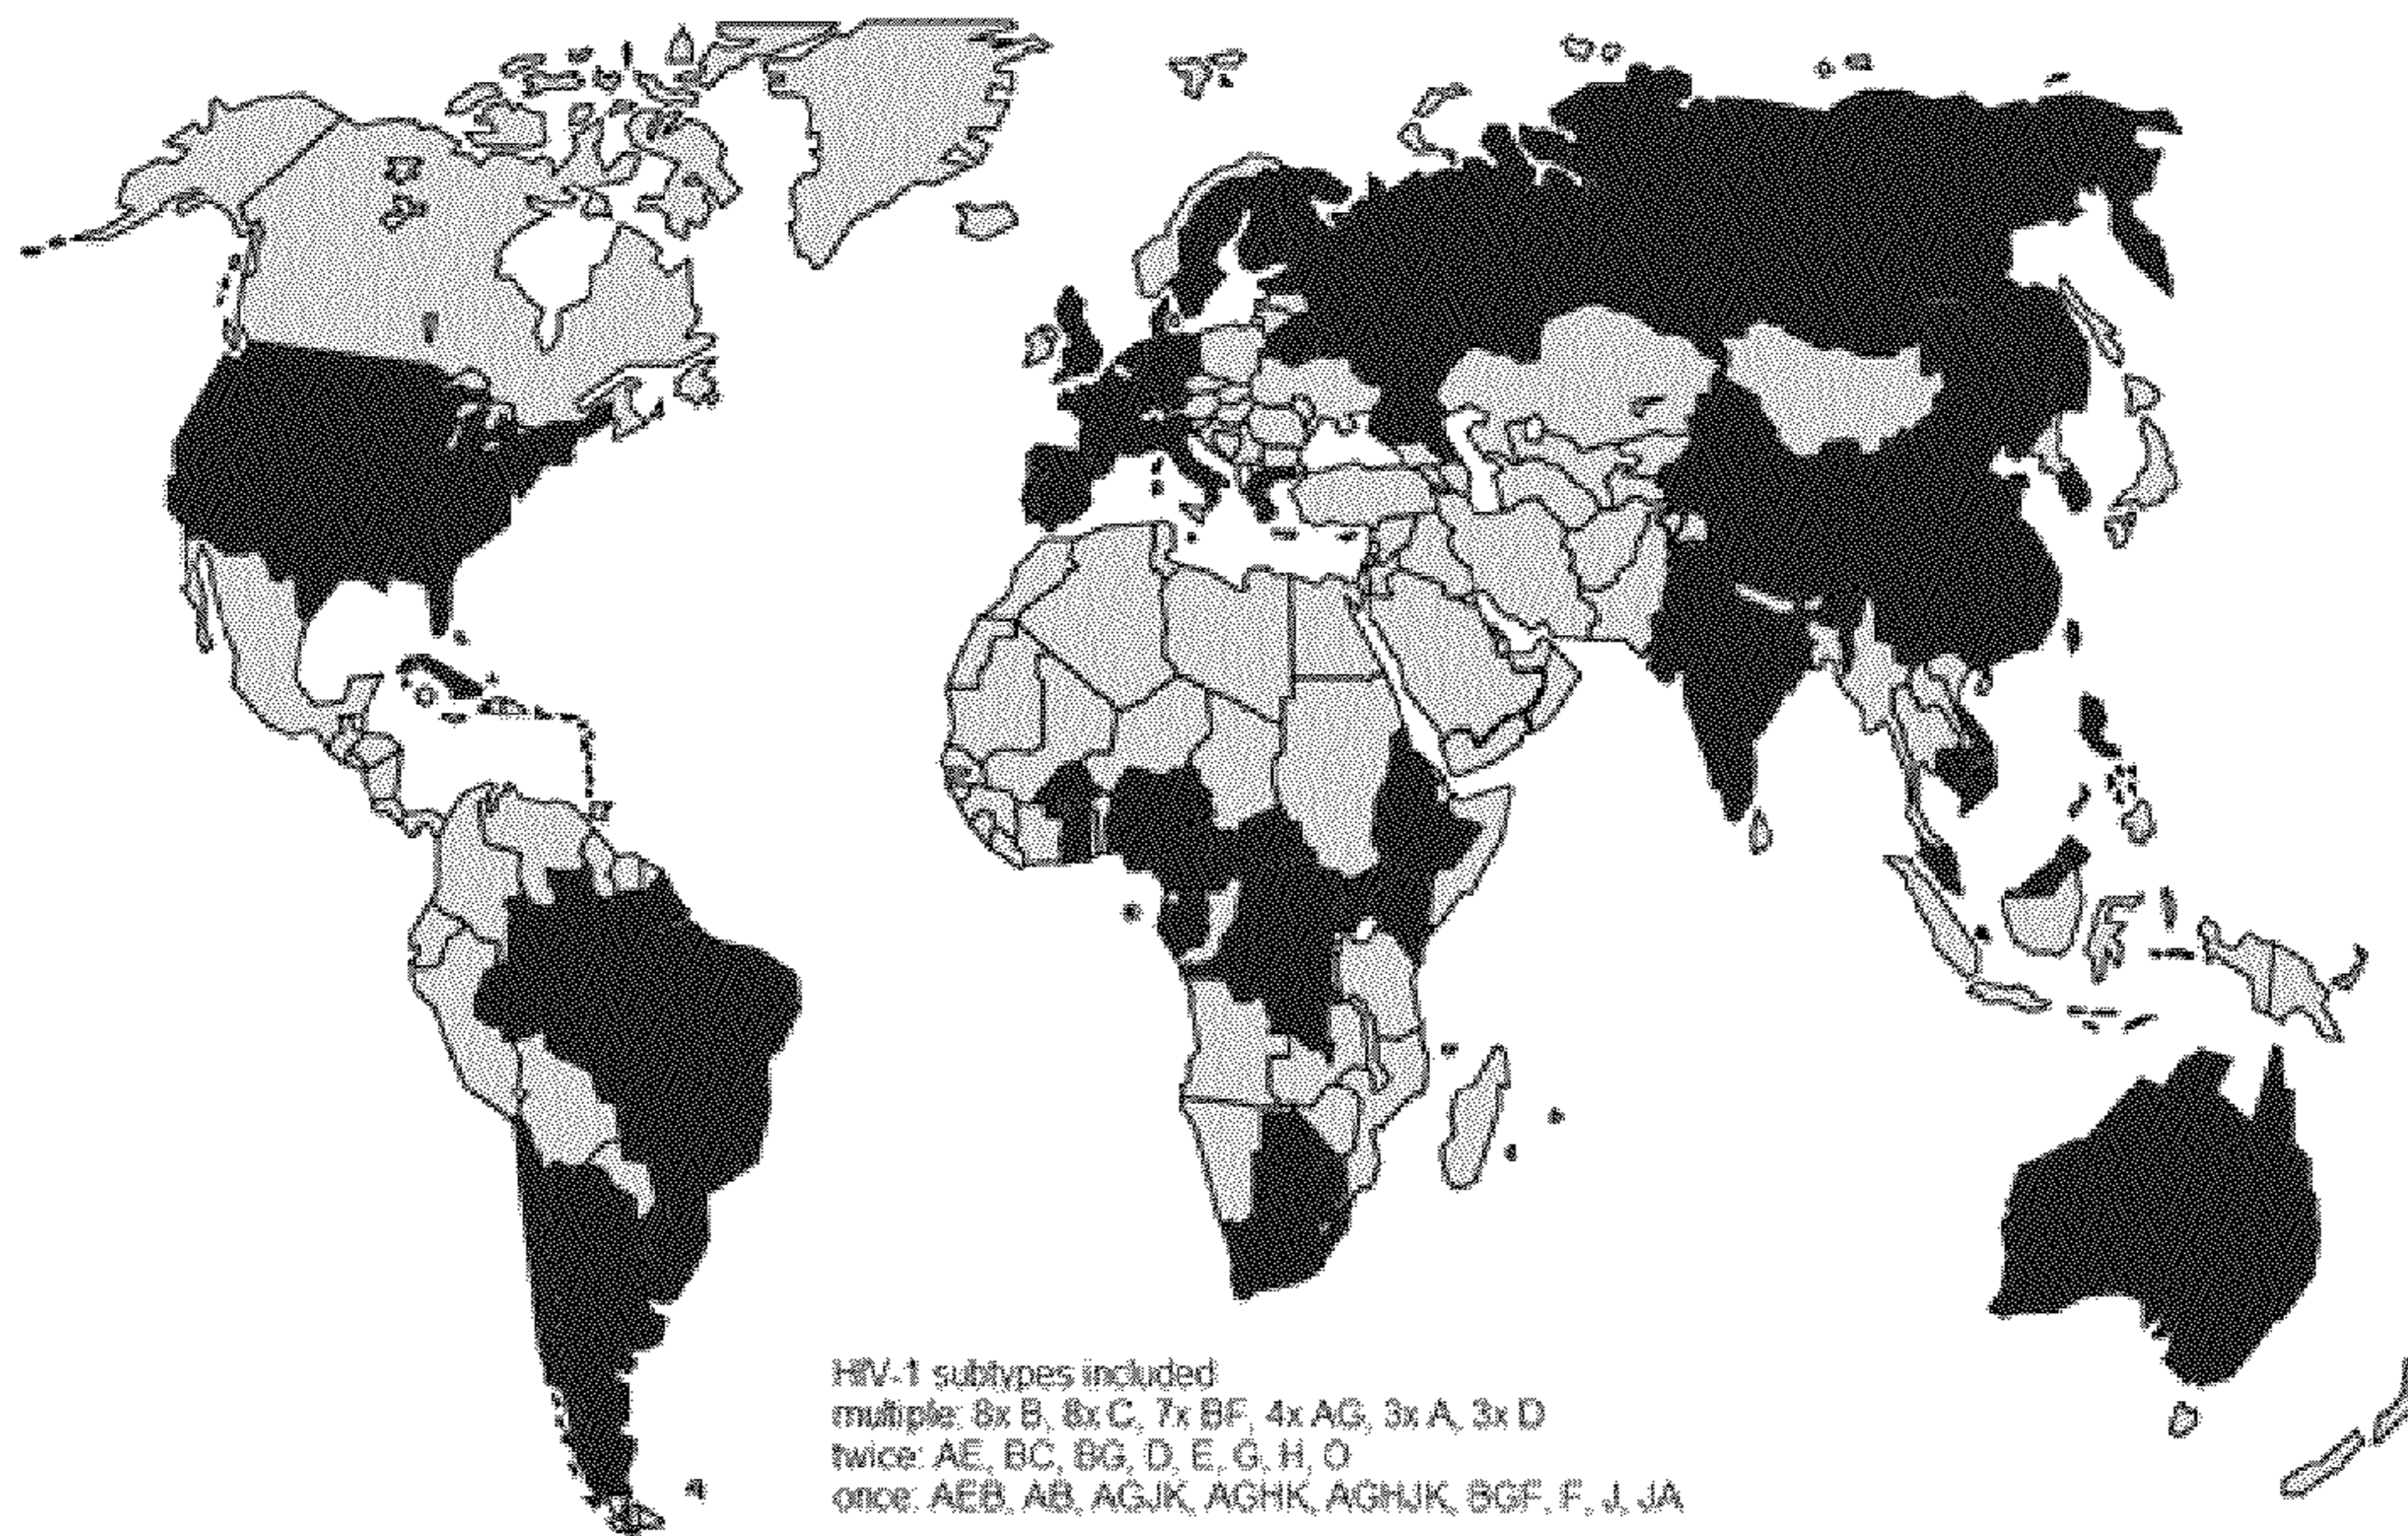 HIV-1 subtypes included
multiple: 8x B, 8x C, 7x BF, 4x AG, 3x A, 3x D
twice: AE, BC, BG, D, E, G, H, O
once: AEB, AB, AGJK, AGHK, AGHJK, BGF, F, J, JA